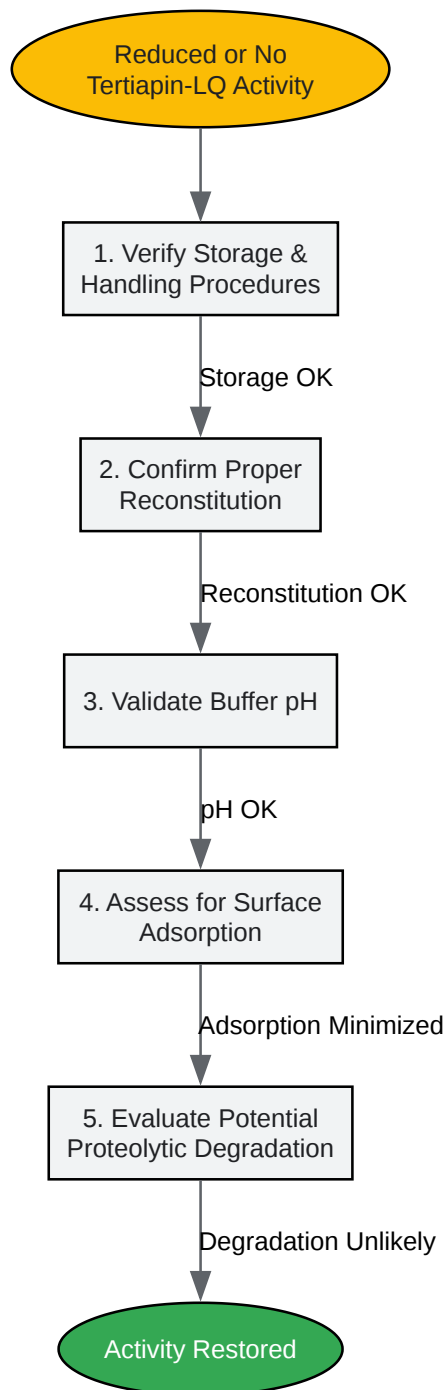 Reduced or No
Tertiapin-LQ Activity
1. Verify Storage &
Handling Procedures
Storage OK
2. Confirm Proper
Reconstitution
Reconstitution OK
3. Validate Buffer pH
pH OK
4. Assess for Surface
Adsorption
Adsorption Minimized
5. Evaluate Potential
Proteolytic Degradation
Degradation Unlikely
Activity Restored